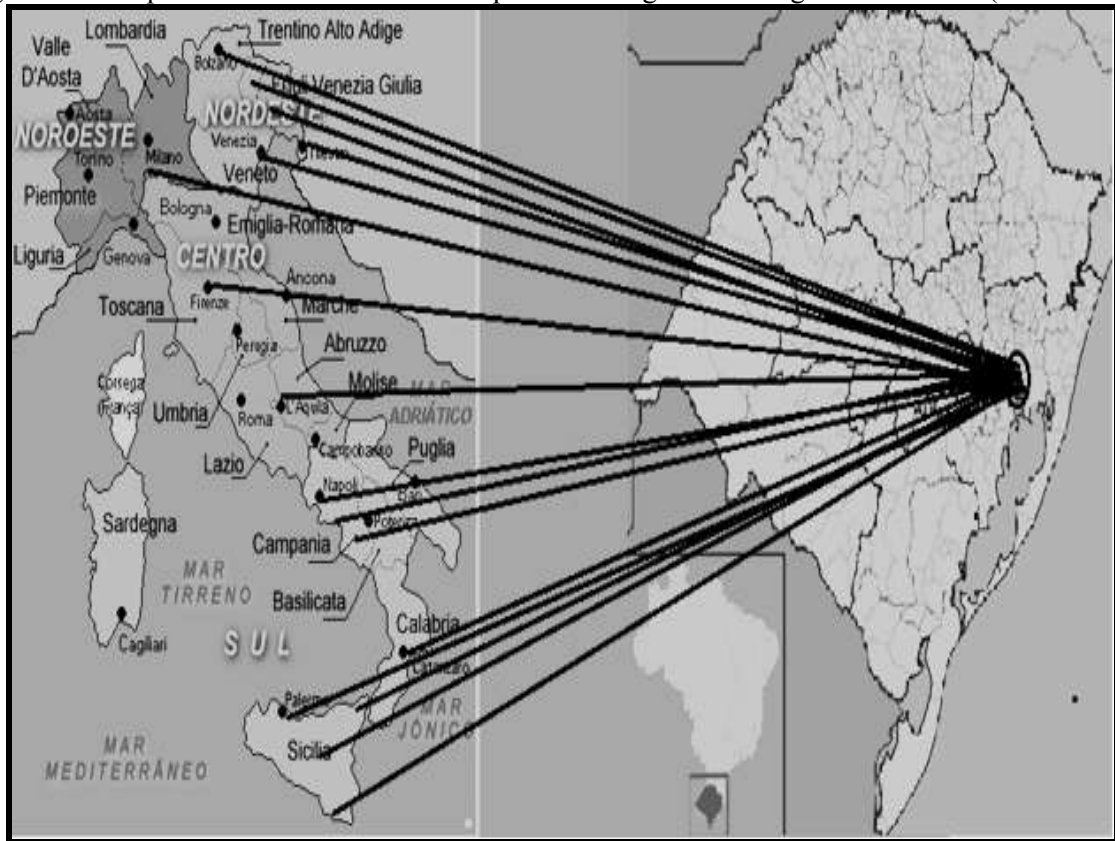 Lombardia
Trentino Alto Adige
Valle
D'Aosta
Bolzano
Friuli Venezia Giulia
Aosta
NORDESTE
NOROESTE
Venezia
Trieste
Torino
Milano
Veneto
Piemonte
Bologna
Emiglia-Romana
Liguria
Genova
CENTRO
Ancona
Firenze
Toscana
Marche
Perugia
Abruzzo
Molise
MAR
ADRIÁTICO
Corsega
(França)
Umbria
Roma
L'Aquila
Campobasso
Puglia
Lazio
Napoli
Bari
Potenza
Sardegna
Campania
MAR
TIRRENO
Basilicata
Cagliari
SUL
Calabria
Catanzaro
Palermo
MAR
JÓNICO
Sicilia
MAR
MEDITERRÂNEO